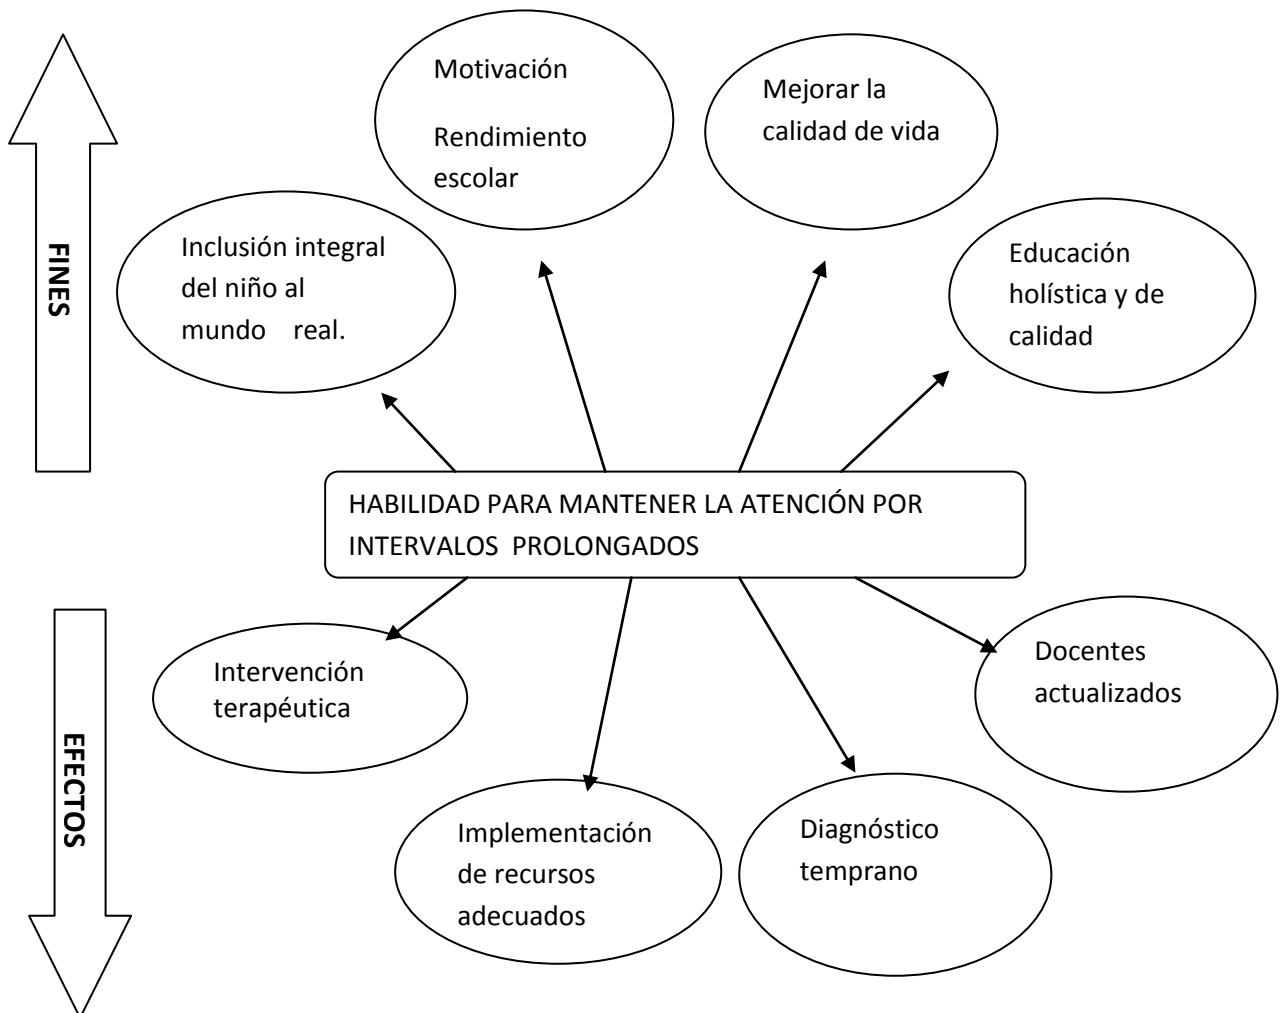 Motivación
Rendimiento
escolar
Mejorar la
calidad de vida
FINES
Inclusión integral
del niño al
mundo    real.
Educación
holística y de
calidad
HABILIDAD PARA MANTENER LA ATENCIÓN POR
INTERVALOS  PROLONGADOS
EFECTOS
Intervención
terapéutica
Docentes
actualizados
Implementación
de recursos
adecuados
Diagnóstico
temprano